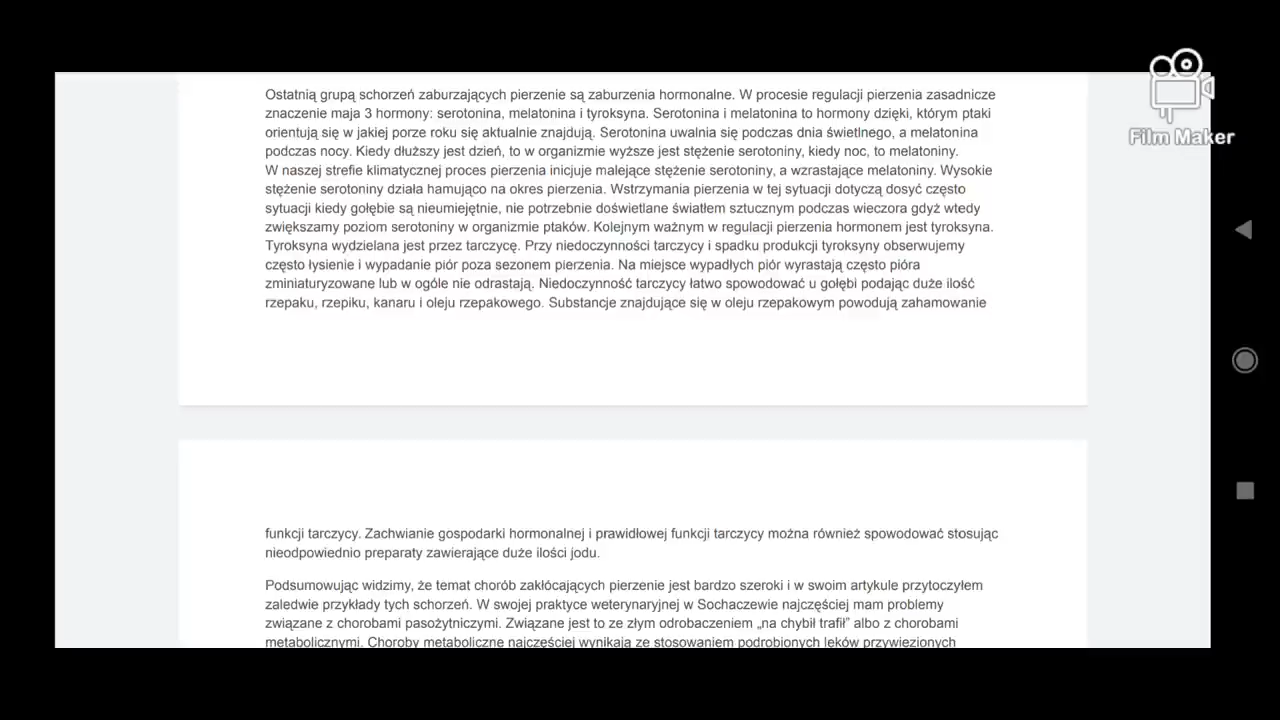 Film Maker
Ostatnią grupą schorzeń zaburzających pierzenie są zaburzenia hormonalne. W procesie regulacji pierzenia zasadnicze
znaczenie maja 3 hormony: serotonina, melatonina i tyroksyna. Serotonina i melatonina to hormony dzięki, którym ptaki
orientują się w jakiej porze roku się aktualnie znajdują. Serotonina uwalnia się podczas dnia świetlnego, a melatonina
podczas nocy. Kiedy dłuższy jest dzień, to w organizmie wyższe jest stężenie serotoniny, kiedy noc, to melatoniny.
W naszej strefie klimatycznej proces pierzenia inicjuje malejące stężenie serotoniny, a wzrastające melatoniny. Wysokie
stężenie serotoniny działa hamująco na okres pierzenia. Wstrzymania pierzenia w tej sytuacji dotyczą dosyć często
sytuacji kiedy gołębie są nieumiejętnie, nie potrzebnie doświetlane światłem sztucznym podczas wieczora gdyż wtedy
zwiększamy poziom serotoniny w organizmie ptaków. Kolejnym ważnym w regulacji pierzenia hormonem jest tyroksyna.
Tyroksyna wydzielana jest przez tarczycę. Przy niedoczynności tarczycy i spadku produkcji tyroksyny obserwujemy
często łysienie i wypadanie piór poza sezonem pierzenia. Na miejsce wypadłych piór wyrastają często pióra
zminiaturyzowane lub w ogóle nie odrastają. Niedoczynność tarczycy łatwo spowodować u gołębi podając duże ilość
rzepaku, rzepiku, kanaru i oleju rzepakowego. Substancje znajdujące się w oleju rzepakowym powodują zahamowanie
funkcji tarczycy. Zachwianie gospodarki hormonalnej i prawidłowej funkcji tarczycy można również spowodować stosując
nieodpowiednio preparaty zawierające duże ilości jodu.
Podsumowując widzimy, że temat chorób zakłócających pierzenie jest bardzo szeroki i w swoim artykule przytoczyłem
zaledwie przykłady tych schorzeń. W swojej praktyce weterynaryjnej w Sochaczewie najczęściej mam problemy
związane z chorobami pasożytniczymi. Związane jest to ze złym odrobaczeniem „na chybił trafił” albo z chorobami
metabolicznymi. Choroby metaboliczne najczęściej wynikają ze stosowaniem podrobionych leków przywiezionych